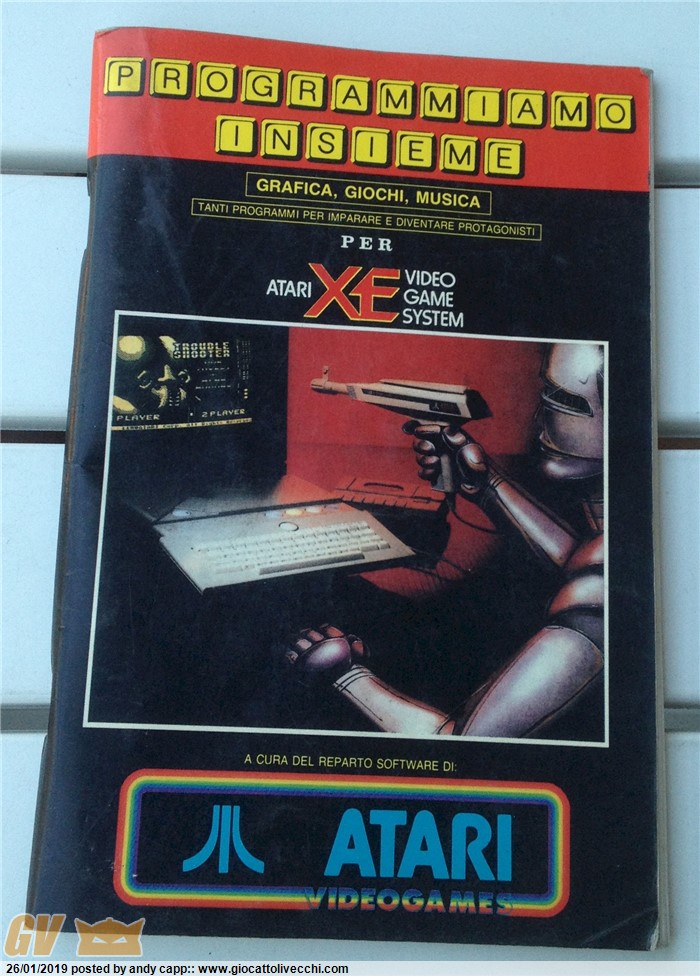 PROGRAMMIAMO
INSIEME
GRAFICA, GIOCHI, MUSICA
TANTI PROGRAMMI PER IMPARARE E DIVENTARE PROTAGONISTI
PER
ATARI XE VIDEO
GAME
SYSTEM
TROUBLE
SHOOTER
PLAYER
2 PLAYER
A CURA DEL REPARTO SOFTWARE DI:
ATARI
VIDEOGAMES
GV
26/01/2019 posted by andy capp:: www.giocattolivecchi.com